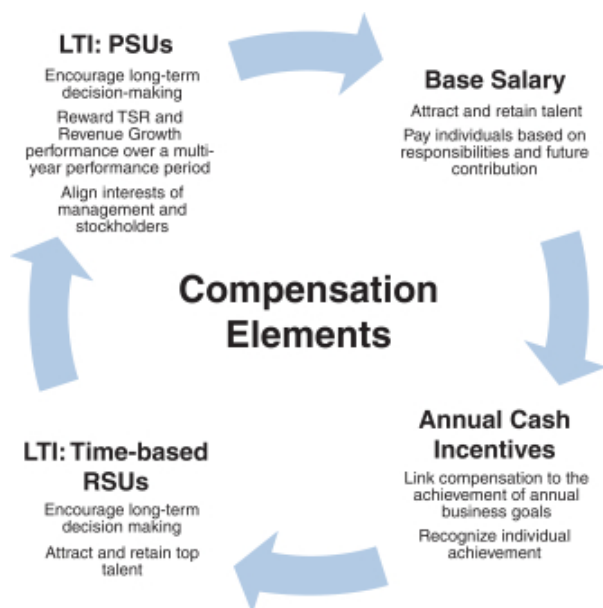 LTI: PSUs
Encourage long-term
decision-making
Reward TSR and
Revenue Growth
performance over a multi-
year performance period
Align interests of
management and
stockholders
Base Salary
Attract and retain talent
Pay individuals based on
responsibilities and future
contribution
Compensation
Elements
Annual Cash
Incentives
Link compensation to the
achievement of annual
business goals
Recognize individual
achievement
LTI: Time-based
RSUs
Encourage long-term
decision making
Attract and retain top
talent